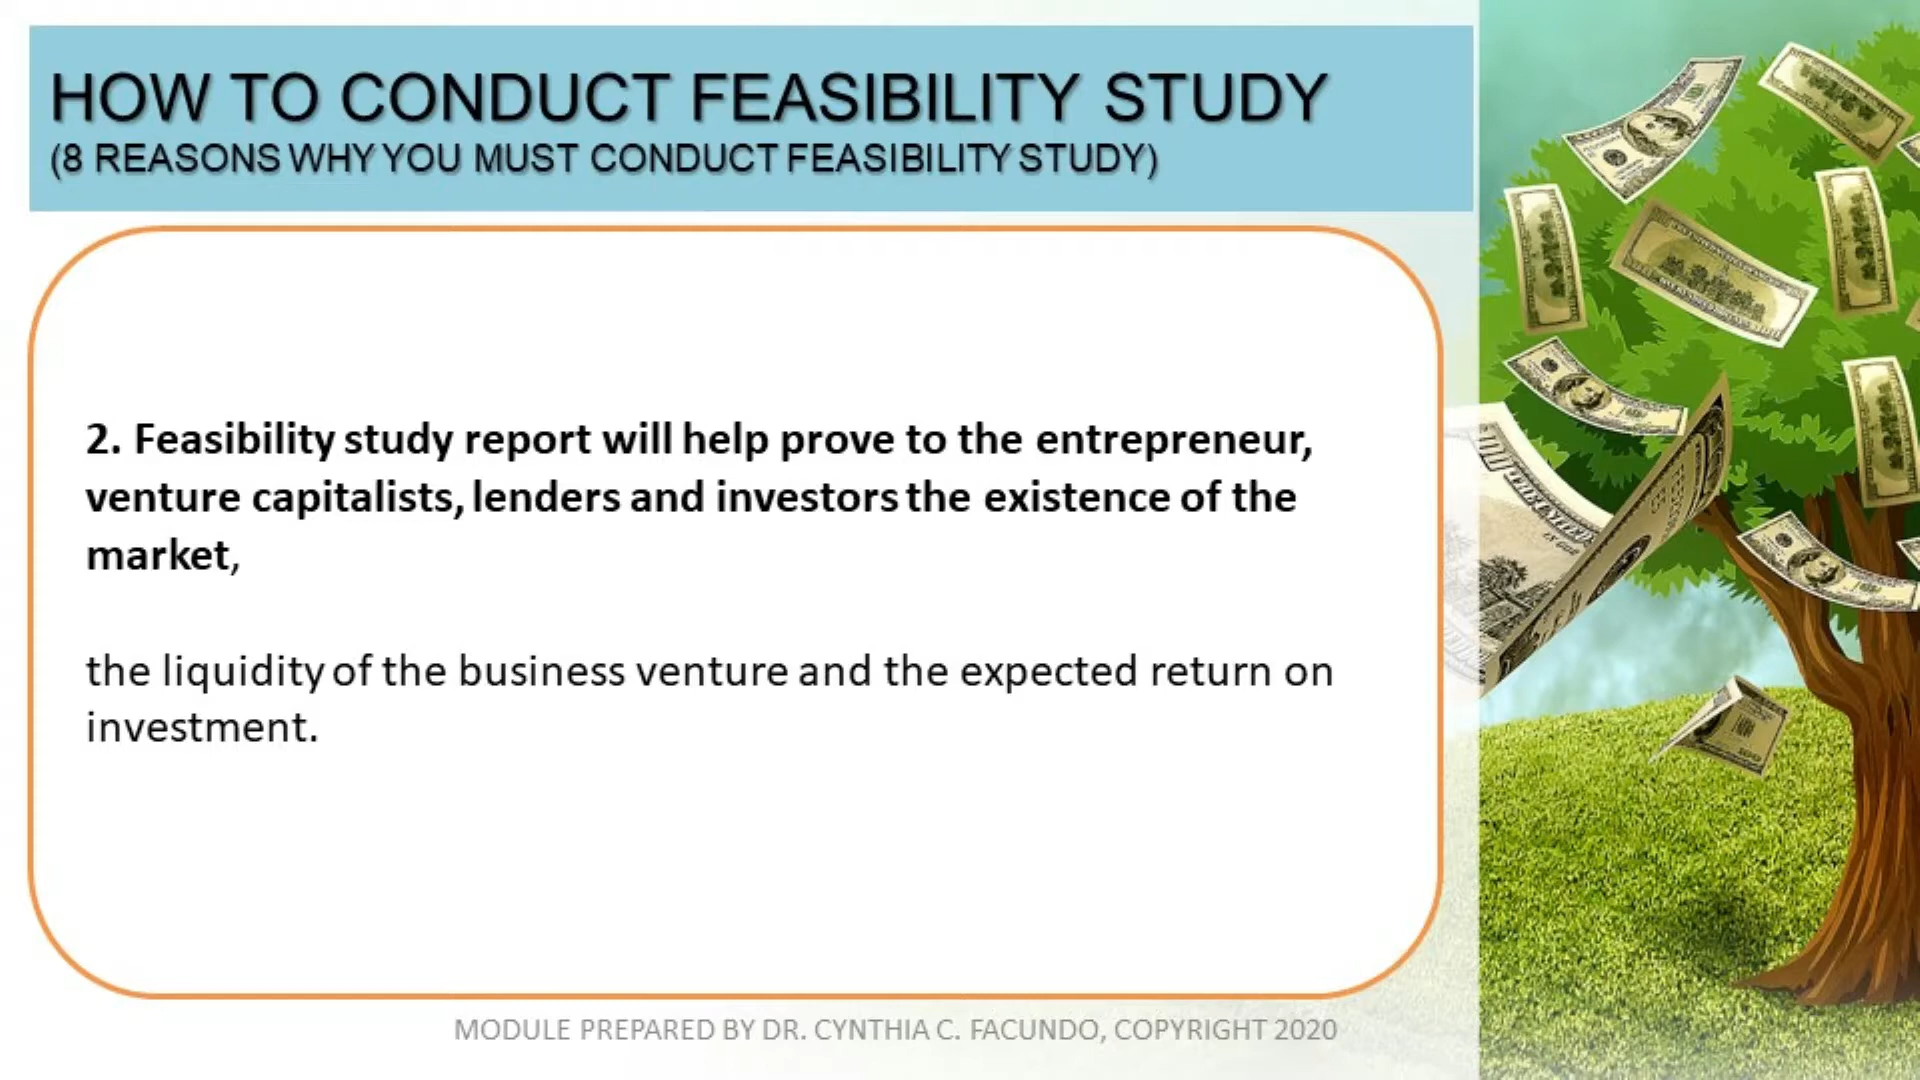 HOW TO CONDUCT FEASIBILITY STUDY
(8 REASONS WHY YOU MUST CONDUCT FEASIBILITY STUDY)
2. Feasibility study report will help prove to the entrepreneur,
venture capitalists, lenders and investors the existence of the
market,
the liquidity of the business venture and the expected return on
investment.
MODULE PREPARED BY DR. CYNTHIA C. FACUNDO, COPYRIGHT 2020